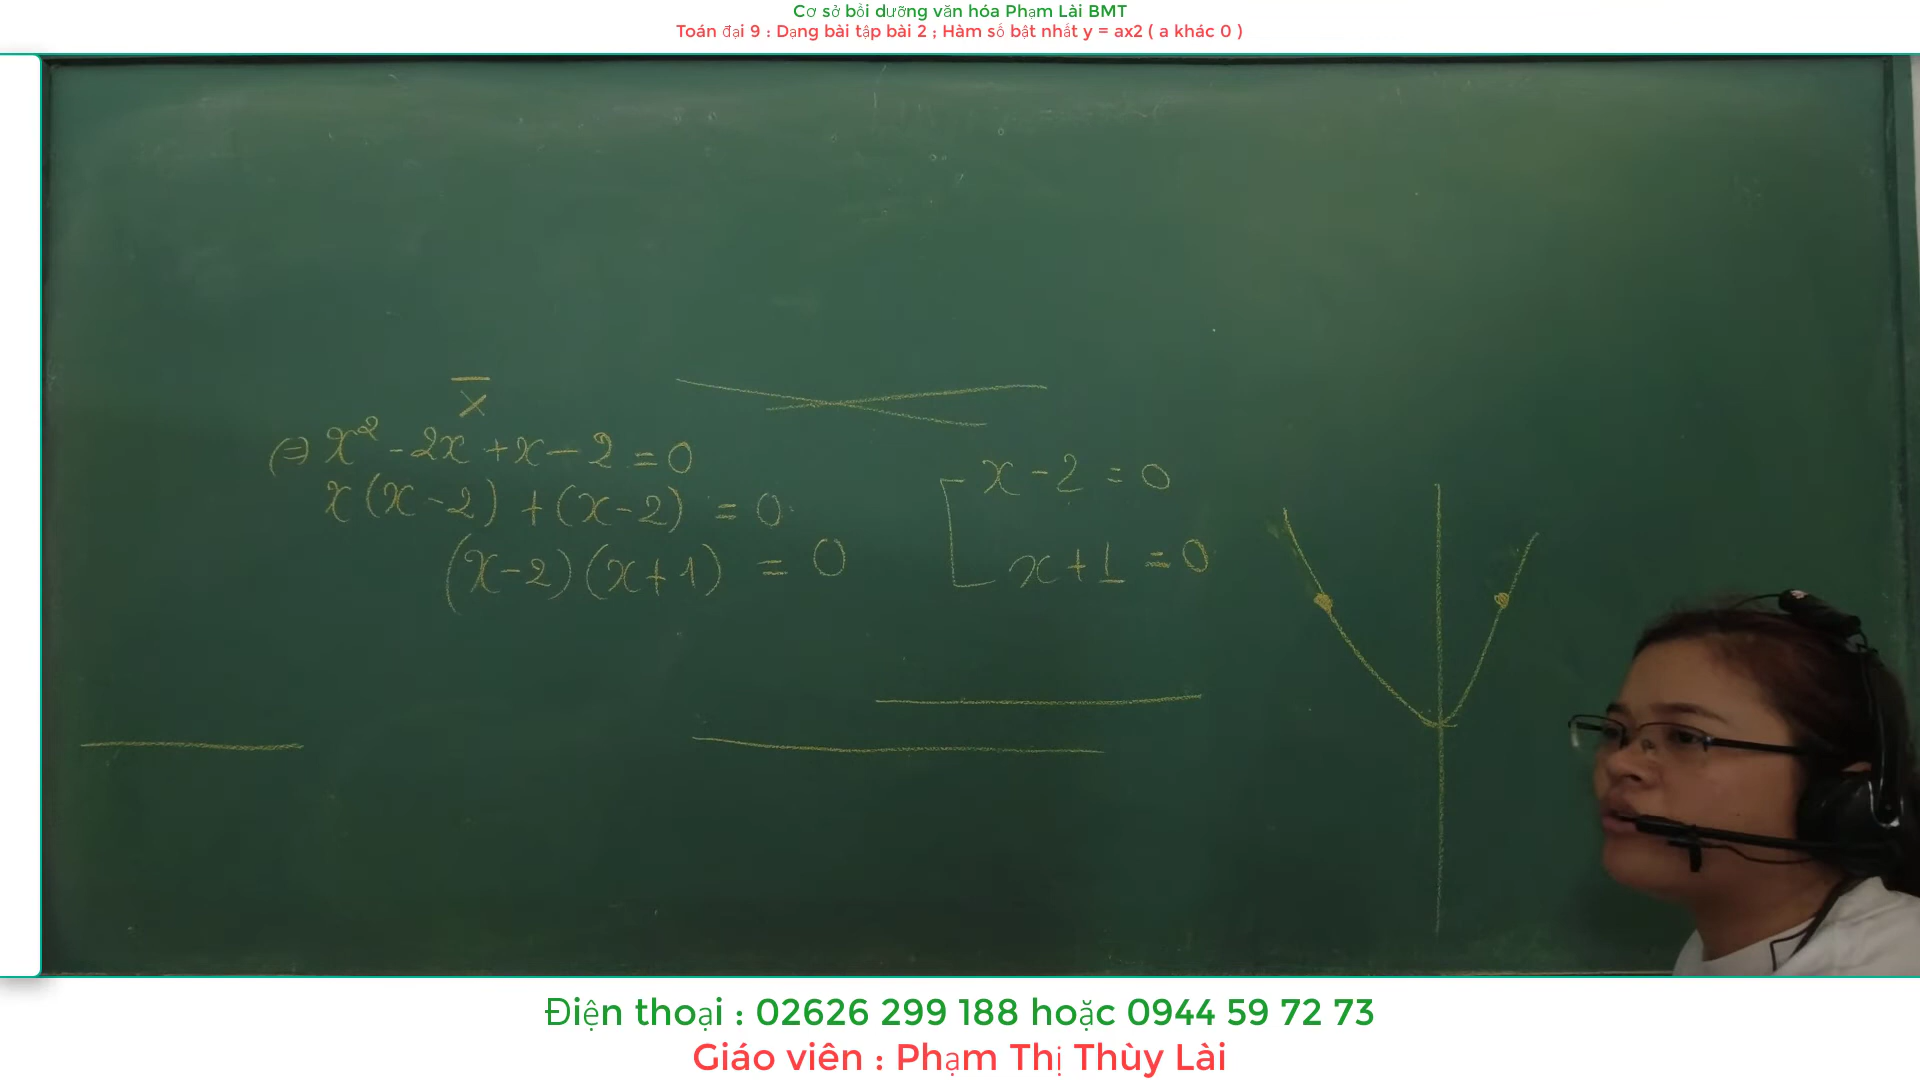 Cơ sở bồi dưỡng văn hóa Phạm Lài BMT
Toán đại 9 : Dạng bài tập bài 2 ; Hàm số bật nhất y = ax2 ( a khác 0 )
x
(=) x² - 2x + x - 2 = 0
x (x - 2) + (x - 2) = 0
(x - 2) (x + 1) = 0
x - 2 = 0
x + 1 = 0
Điện thoại : 02626 299 188 hoặc 0944 59 72 73
Giáo viên : Phạm Thị Thùy Lài